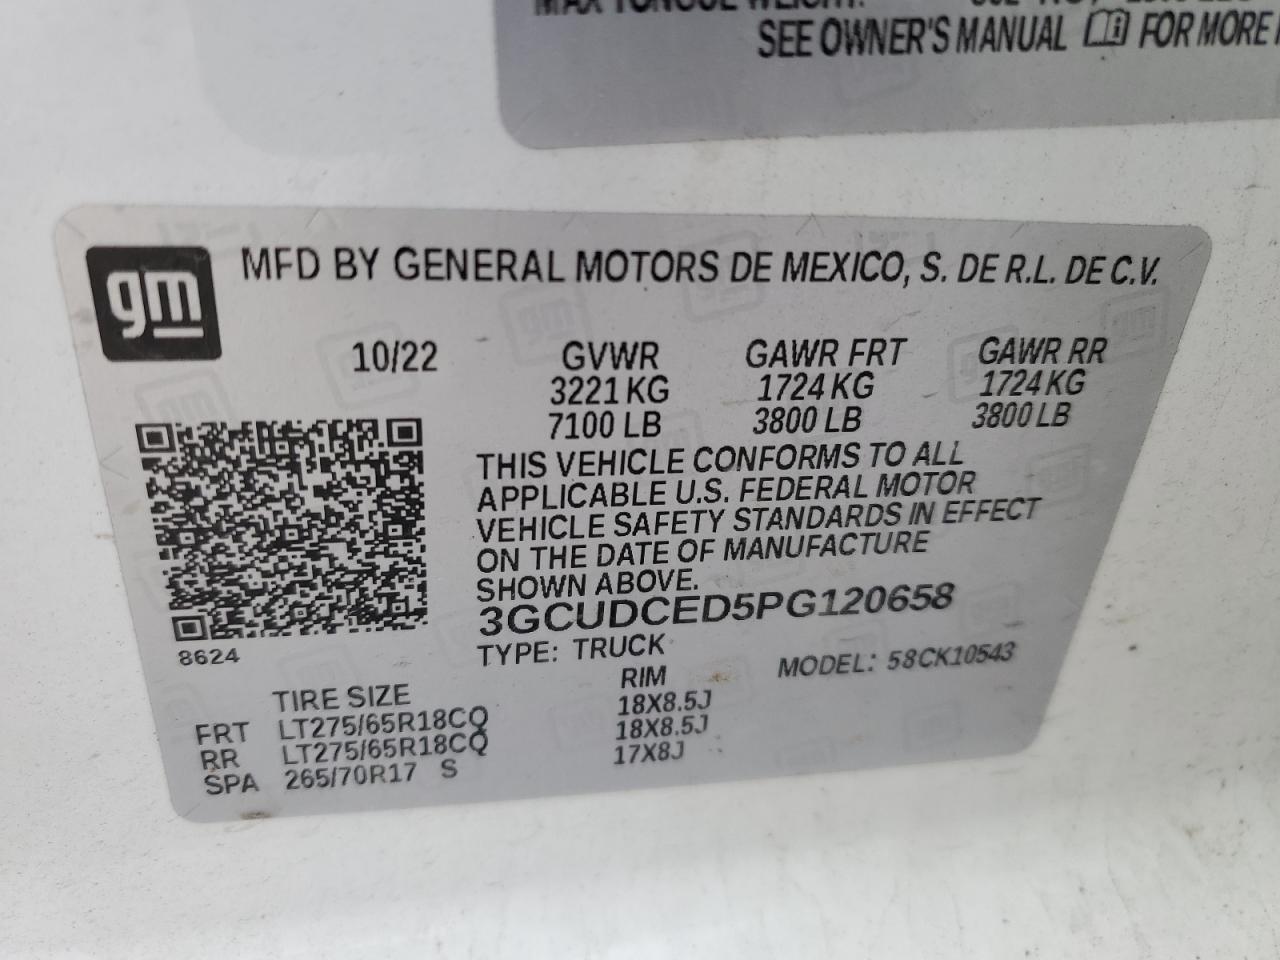 MAX TONGUE WEIGHT:
SEE OWNER'S MANUAL FOR MORE
gm
MFD BY GENERAL MOTORS DE MEXICO, S. DE R.L. DE C.V.
10/22 GVWR GAWR FRT GAWR RR
3221 KG 1724 KG 1724 KG
7100 LB 3800 LB 3800 LB
THIS VEHICLE CONFORMS TO ALL
APPLICABLE U.S. FEDERAL MOTOR
VEHICLE SAFETY STANDARDS IN EFFECT
ON THE DATE OF MANUFACTURE
SHOWN ABOVE.
3GCUDCED5PG120658
8624
TYPE: TRUCK MODEL: 58CK10543
TIRE SIZE RIM
FRT LT275/65R18CQ 18X8.5J
RR LT275/65R18CQ 18X8.5J
SPA 265/70R17 S 17X8J